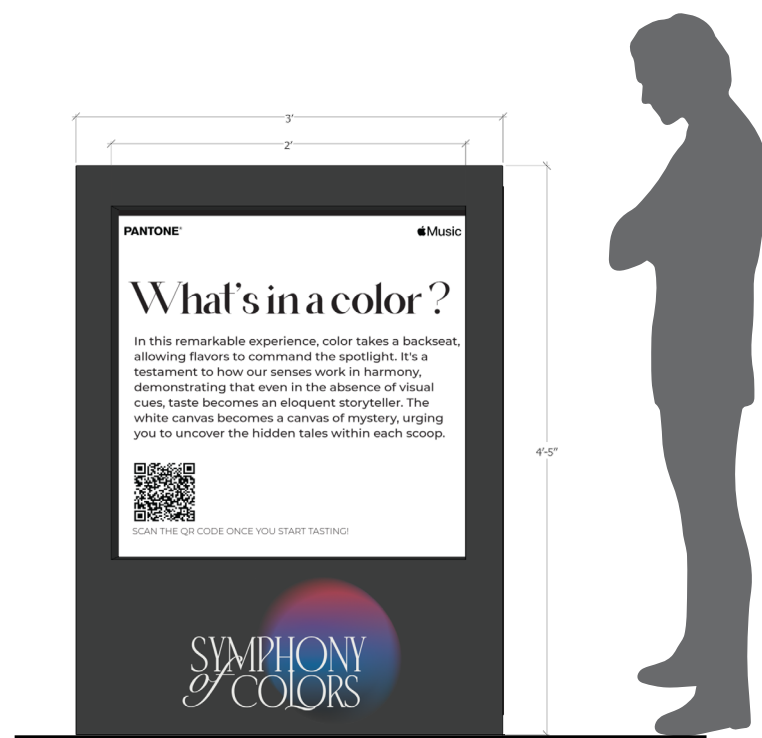 3'
2'
PANTONE®
Music
What's in a color ?
In this remarkable experience, color takes a backseat,
allowing flavors to command the spotlight. It's a
testament to how our senses work in harmony,
demonstrating that even in the absence of visual
cues, taste becomes an eloquent storyteller. The
white canvas becomes a canvas of mystery, urging
you to uncover the hidden tales within each scoop.
4'-5"
SCAN THE QR CODE ONCE YOU START TASTING!
SYMPHONY
of COLORS